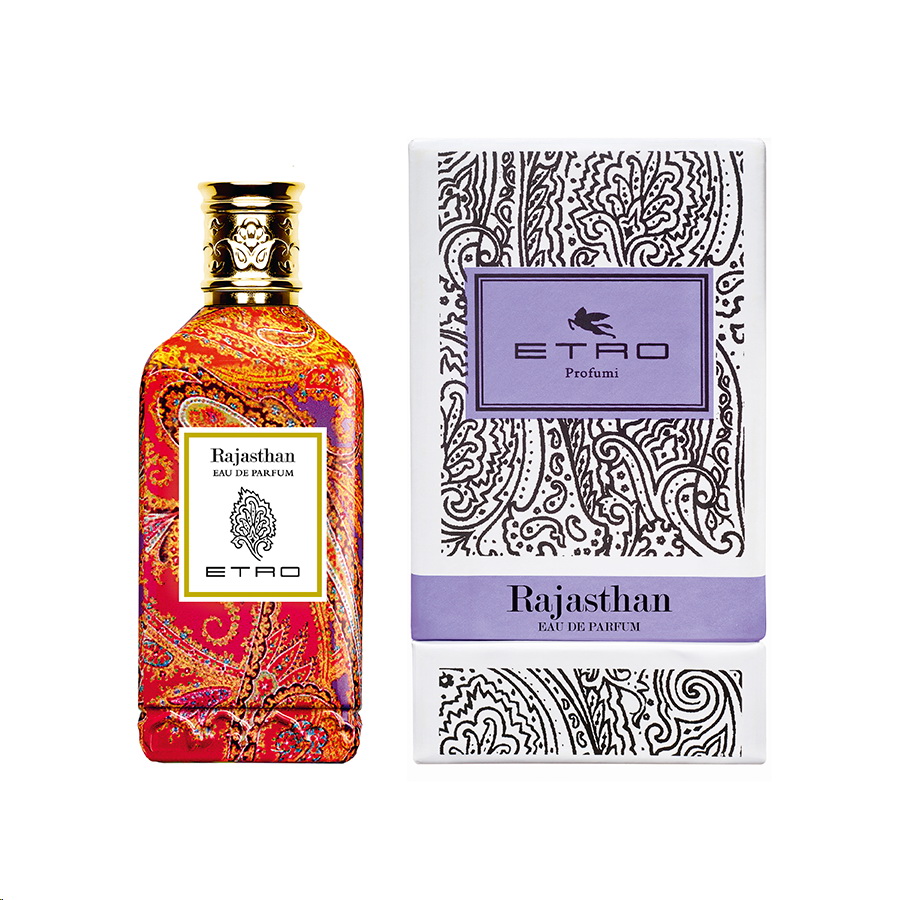 Rajasthan
EAU DE PARFUM
ETRO
ETRO
Profumi
Rajasthan
EAU DE PARFUM